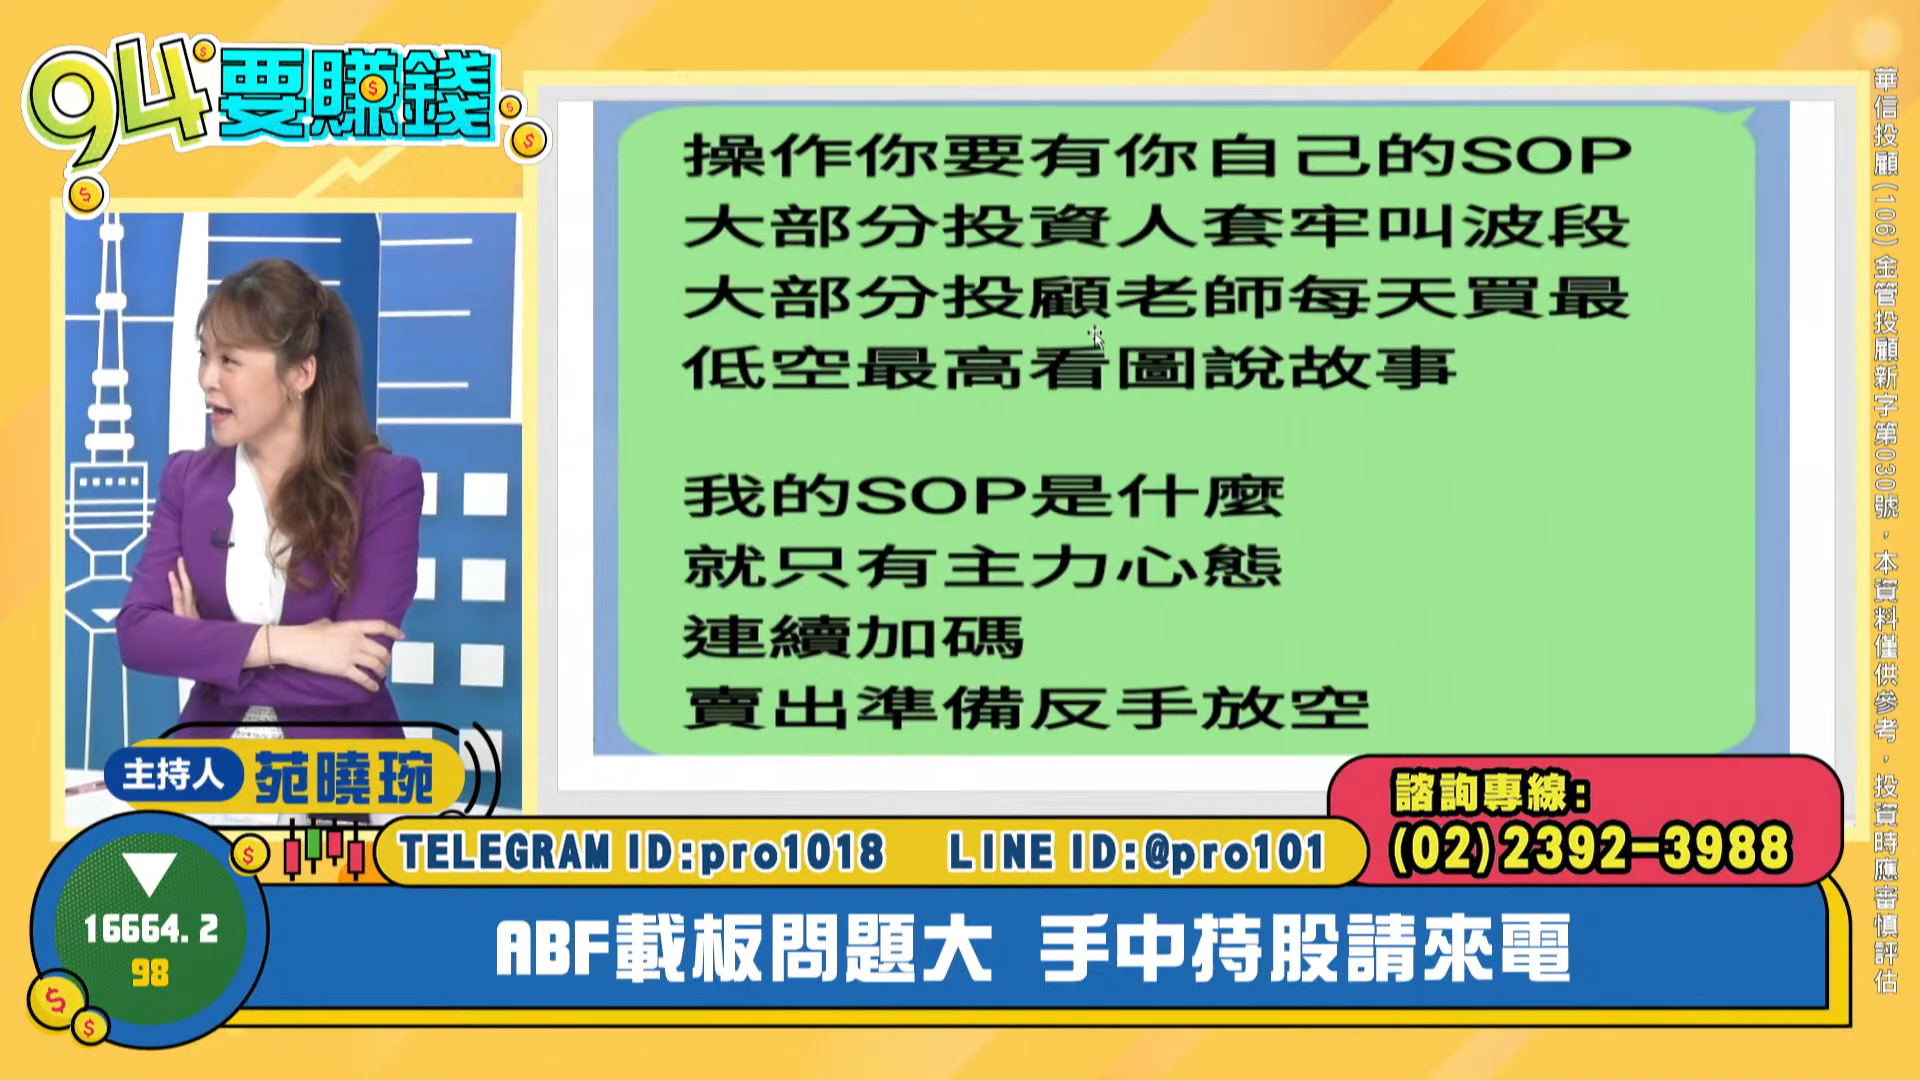 94要賺錢
操作你要有你自己的SOP
大部分投資人套牢叫波段
大部分投顧老師每天買最
低空最高看圖說故事
我的SOP是什麼
就只有主力心態
連續加碼
賣出準備反手放空
主持人 苑曉琬
TELEGRAM ID:pro1018 LINE ID:@pro101
諮詢專線:
(02)2392-3988
16664.2
98
ABF載板問題大 手中持股請來電
華信投顧(106)金管投顧新字第030號，本資料僅供參考，投資時應審慎評估